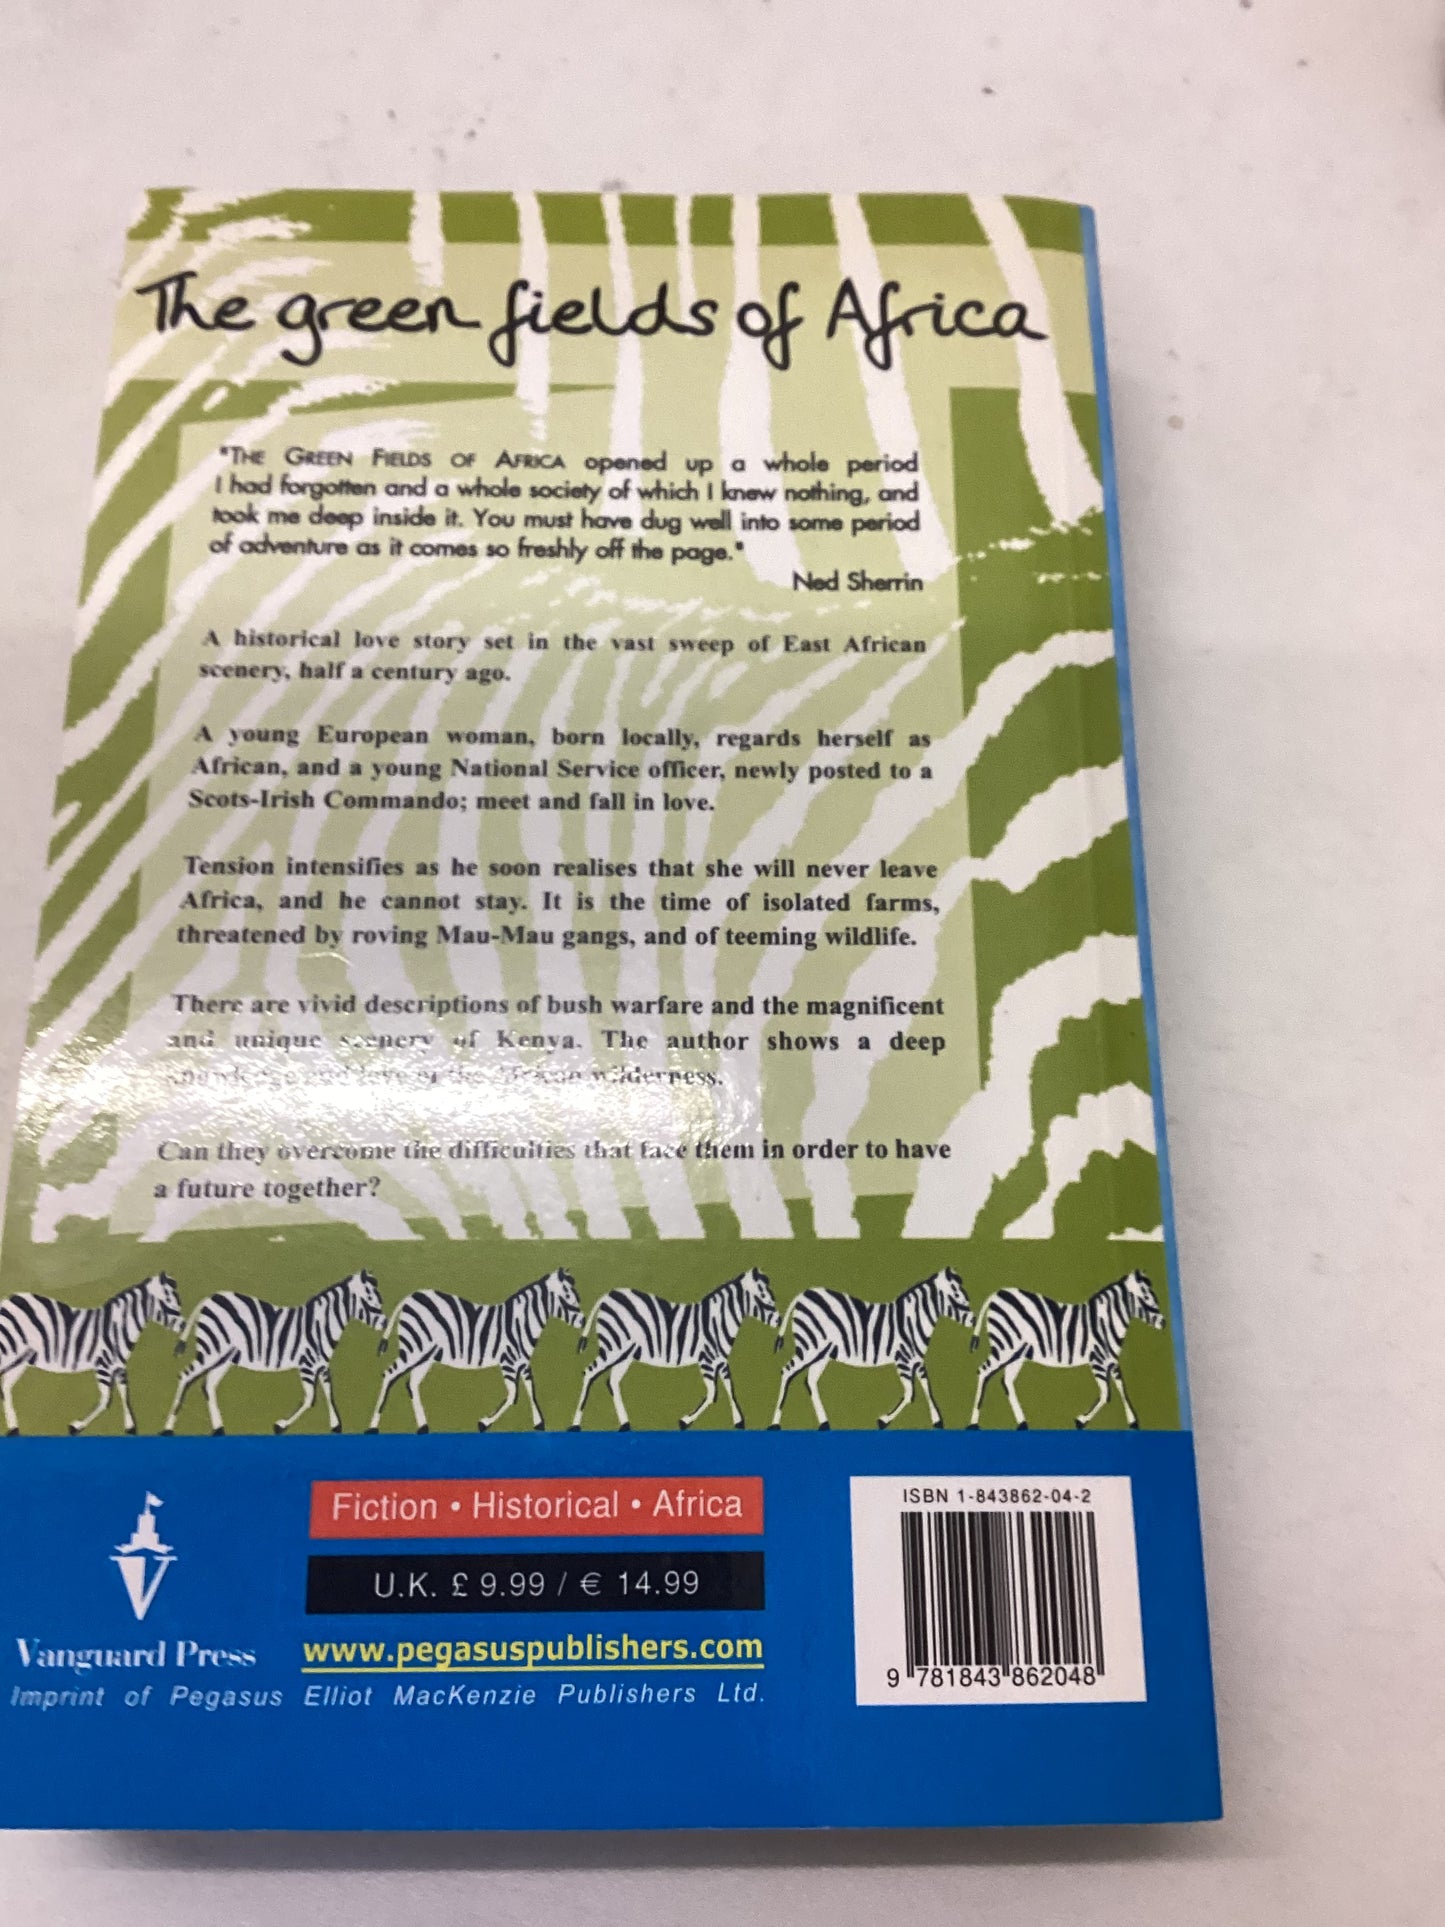 The green fields of Africa
"THE GREEN FIELDS OF AFRICA opened up a whole period
I had forgotten and a whole society of which I knew nothing, and
took me deep inside it. You must have dug well into some period
of adventure as it comes so freshly off the page."
Ned Sherrin
A historical love story set in the vast sweep of East African
scenery, half a century ago.
A young European woman, born locally, regards herself as
African, and a young National Service officer, newly posted to a
Scots-Irish Commando; meet and fall in love.
Tension intensifies as he soon realises that she will never leave
Africa, and he cannot stay. It is the time of isolated farms,
threatened by roving Mau-Mau gangs, and of teeming wildlife.
There are vivid descriptions of bush warfare and the magnificent
and unique scenery of Kenya. The author shows a deep
knowledge and love of the African wilderness.
Can they overcome the difficulties that face them in order to have
a future together?
Fiction • Historical • Africa
U.K. £ 9.99 / € 14.99
www.pegasuspublishers.com
Vanguard Press
Imprint of Pegasus Elliot MacKenzie Publishers Ltd.
ISBN 1-843862-04-2
9 781843 862048